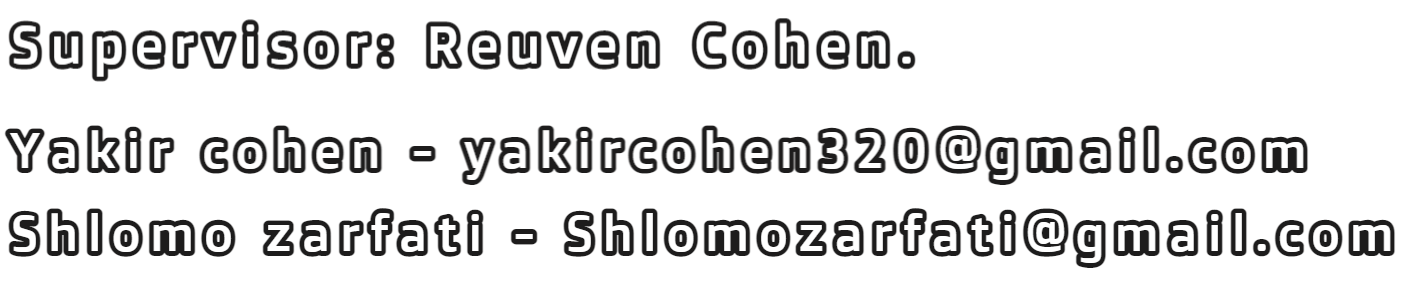 Supervisor: Reuven Cohen.
Yakir cohen - yakircohen320@gmail.com
Shlomo zarfati - Shlomozarfati@gmail.com